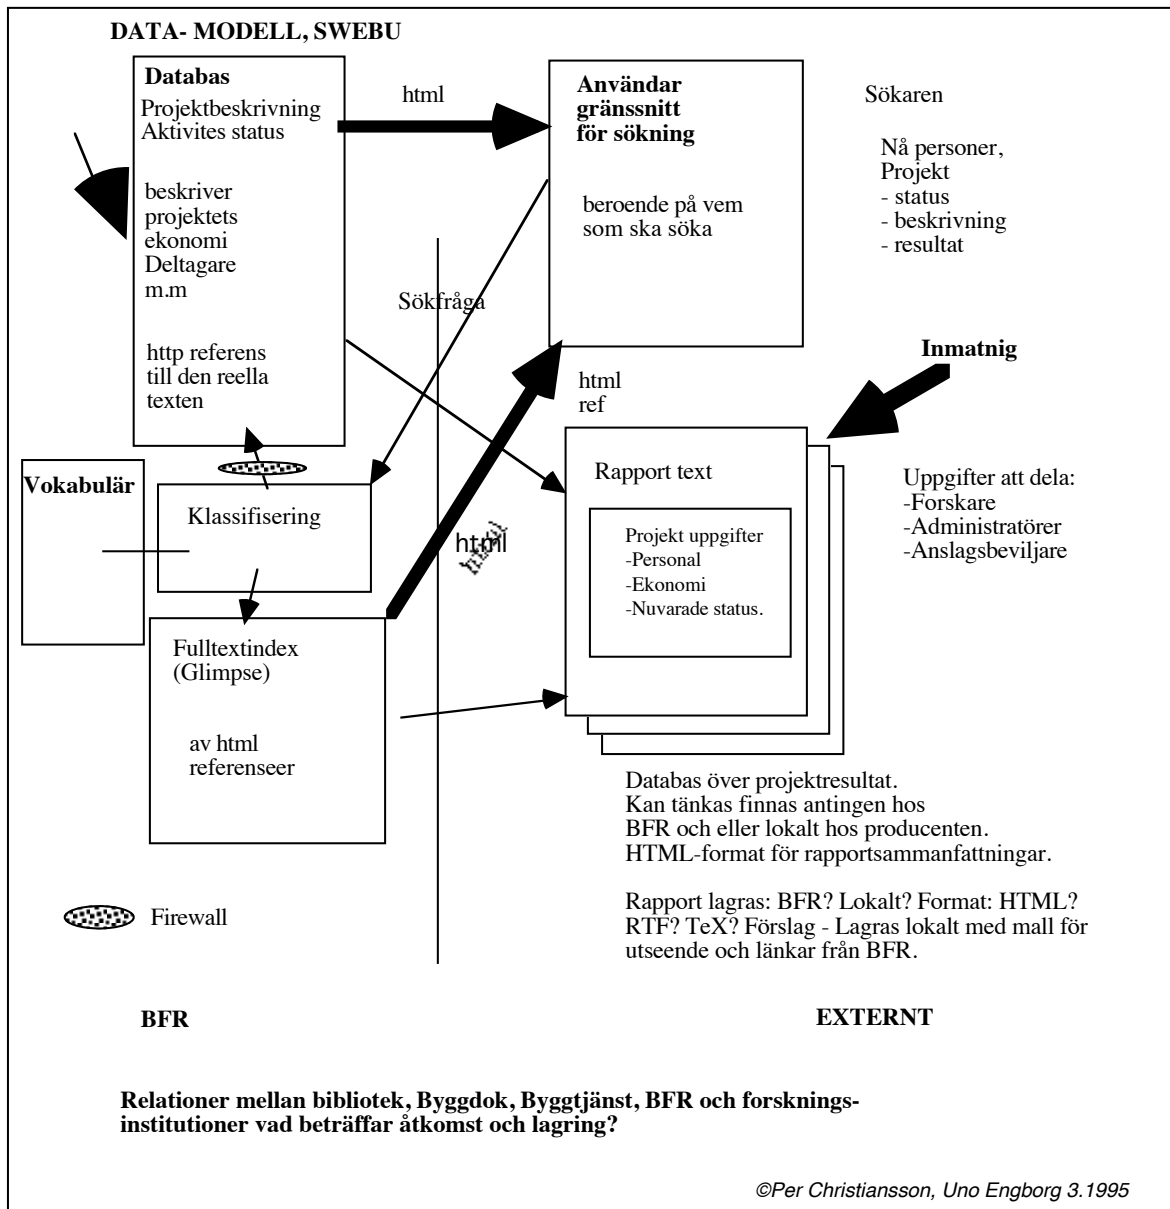 DATA- MODELL, SWEBU
Databas
Projektbeskrivning
Aktivites status
beskriver
projektets
ekonomi
Deltagare
m.m
http referens
till den reella
texten
html
Användar
gränssnitt
för sökning
beroende på vem
som ska söka
Sökaren
Nå personer,
Projekt
- status
- beskrivning
- resultat
Sökfråga
Inmatnig
html
ref
Vokabulär
Klassifisering
html
html
Rapport text
Projekt uppgifter
-Personal
-Ekonomi
-Nuvarade status.
Uppgifter att dela:
-Forskare
-Administratörer
-Anslagsbeviljare
Fulltextindex
(Glimpse)
av html
referenseer
Databas över projektresultat.
Kan tänkas finnas antingen hos
BFR och eller lokalt hos producenten.
HTML-format för rapportsammanfattningar.
Rapport lagras: BFR? Lokalt? Format: HTML?
RTF? TeX? Förslag - Lagras lokalt med mall för
utseende och länkar från BFR.
Firewall
BFR
EXTERNT
Relationer mellan bibliotek, Byggdok, Byggtjänst, BFR och forsknings-
institutioner vad beträffar åtkomst och lagring?
©Per Christiansson, Uno Engborg 3.1995